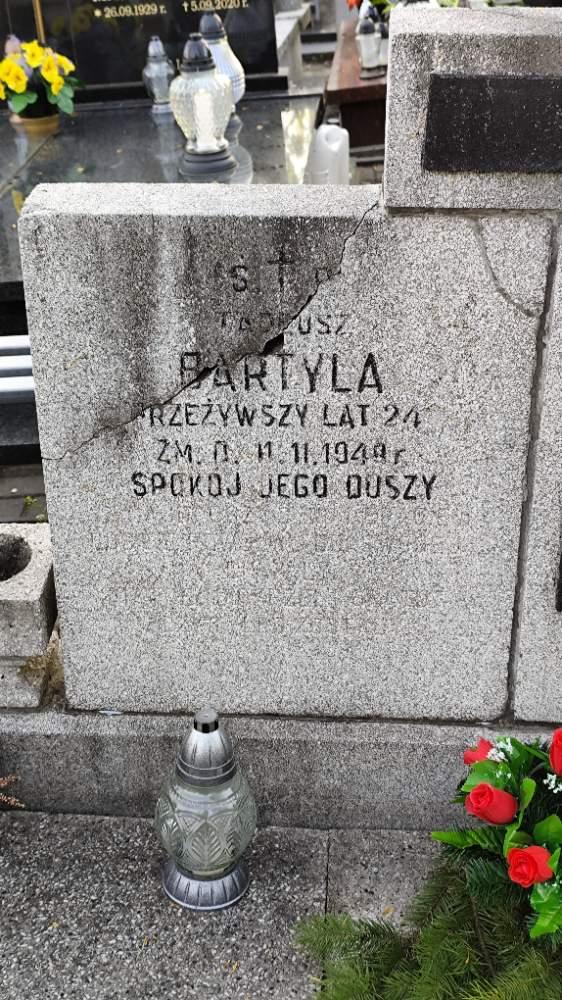 * 26.09.1929 r.
† 5.09.2020 r.
Ś. † P.
TADEUSZ
BARTYLA
PRZEŻYWSZY LAT 24
ZM. D. 11.11.1949 r.
SPOKÓJ JEGO DUSZY